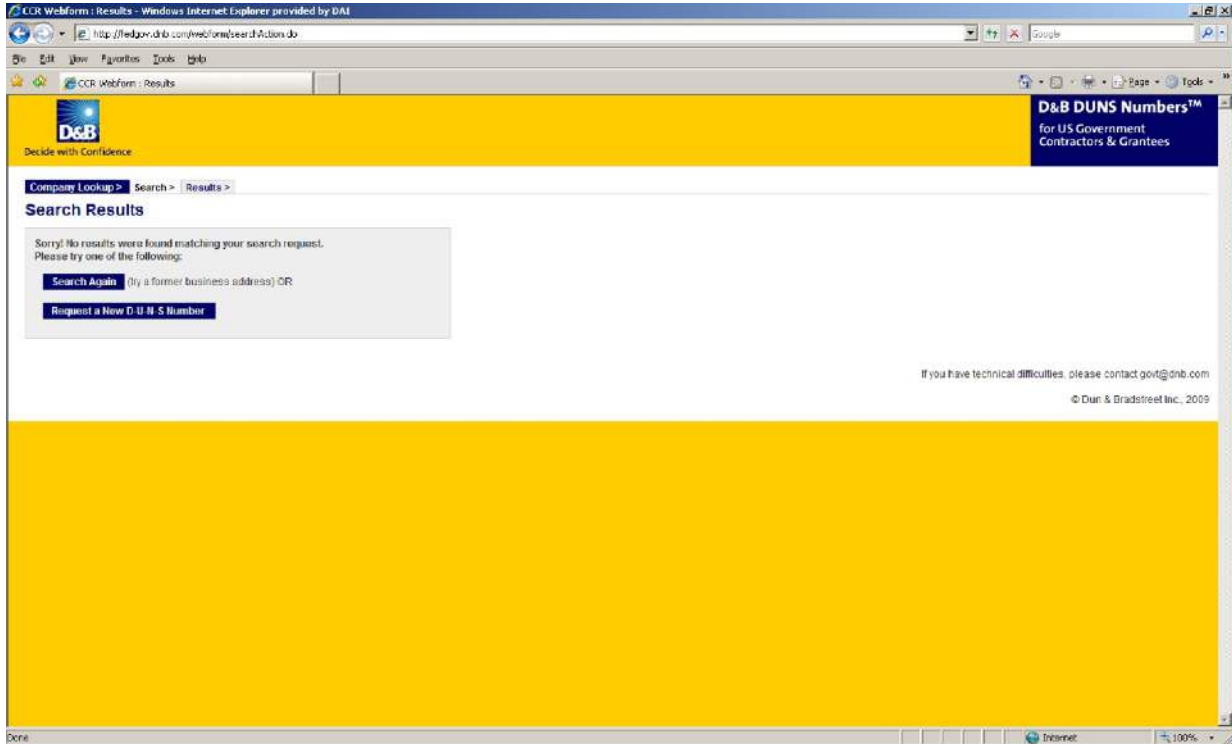 CCR Webform : Results - Windows Internet Explorer provided by DAI
http://fedgov.dnb.com/webform/searchAction.do
Google
File Edit View Favorites Tools Help
CCR Webform : Results
Page Tools
D&B
Decide with Confidence
D&B DUNS Numbers™
for US Government
Contractors & Grantees
Company Lookup > Search > Results >
Search Results
Sorry! No results were found matching your search request.
Please try one of the following:
Search Again (try a former business address) OR
Request a New D-U-N-S Number
If you have technical difficulties, please contact govt@dnb.com
© Dun & Bradstreet Inc., 2009
Done
Internet
100%